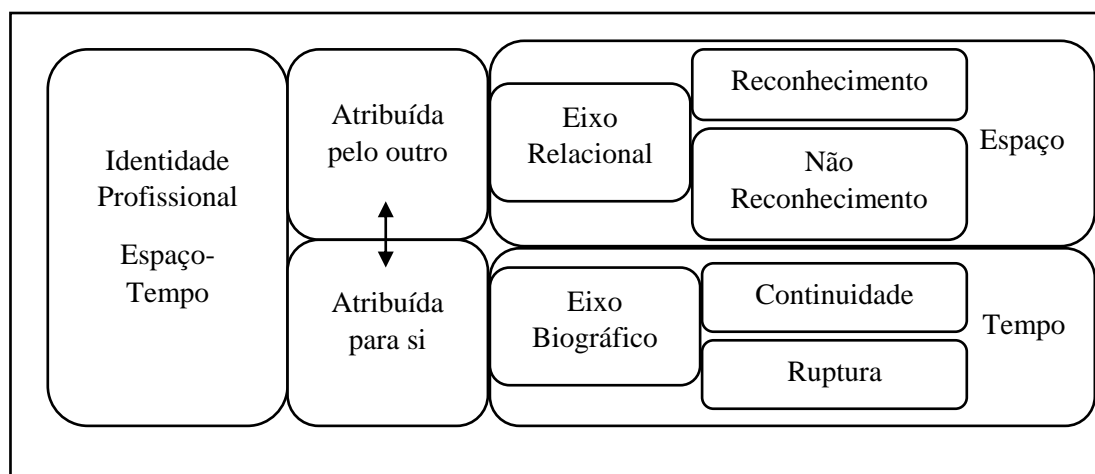 Identidade
Profissional
Espaço-
Tempo
Atribuída
pelo outro
Atribuída
para si
Eixo
Relacional
Reconhecimento
Não
Reconhecimento
Espaço
Eixo
Biográfico
Continuidade
Ruptura
Tempo